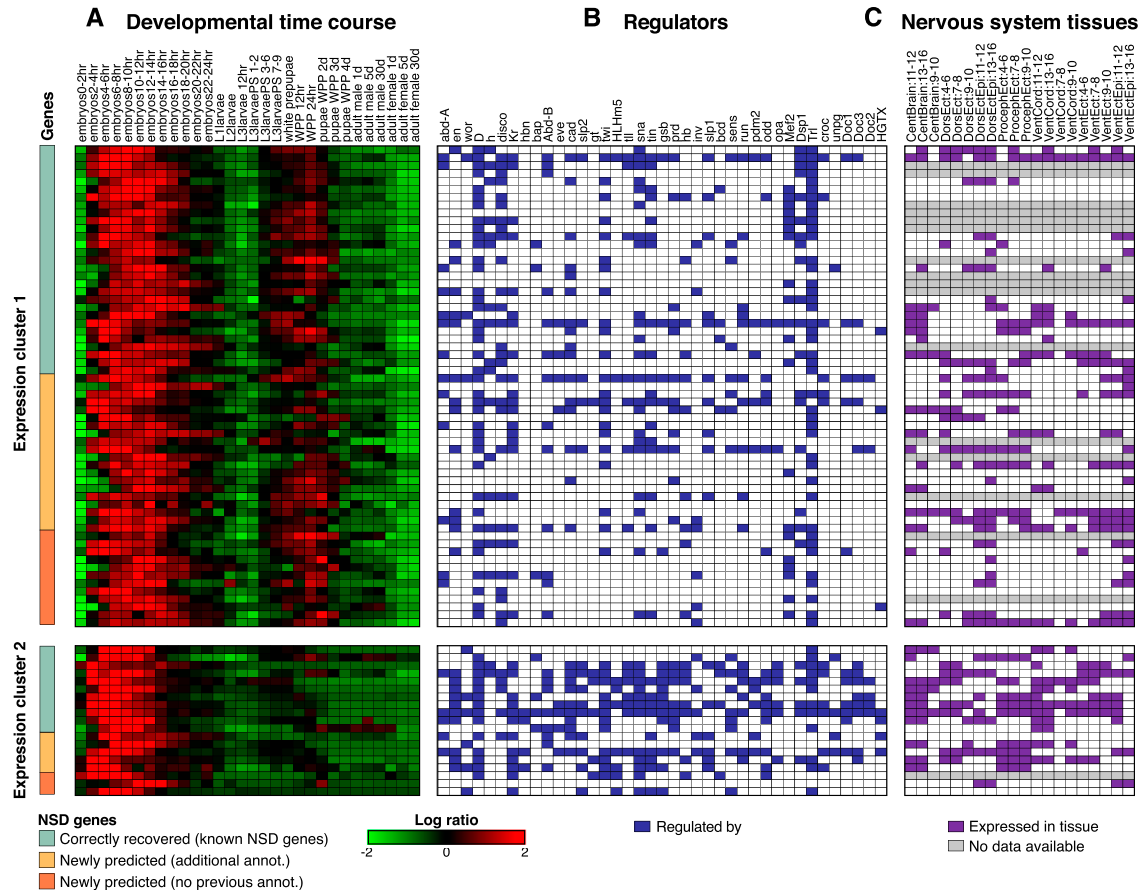 A Developmental time course
B Regulators
C Nervous system tissues
Genes
embryos0-2hr
embryos2-4hr
embryos4-6hr
embryos6-8hr
embryos8-10hr
embryos10-12hr
embryos12-14hr
embryos14-16hr
embryos16-18hr
embryos18-20hr
embryos20-22hr
embryos22-24hr
L1larvae
L2larvae
L3larvae 12hr
L3larvaePS 1-2
L3larvaePS 3-6
L3larvaePS 7-9
white prepupae
WPP 12hr
WPP 24hr
pupae WPP 2d
pupae WPP 3d
pupae WPP 4d
adult male 1d
adult male 5d
adult male 30d
adult female 1d
adult female 5d
adult female 30d
abd-A
en
wor
D
ttk
disco
Kr
hbn
bap
Abd-B
eve
cad
slp2
gt
twi
HLHm5
tll
sna
tin
gsb
prd
hb
inv
slp1
bcd
sens
run
pnm2
odd
opa
Mef2
Dsp1
Trl
croc
unpg
Doc1
Doc3
Doc2
HGTX
CentBrain:11-12
CentBrain:13-16
CentBrain:9-10
DorsEct:4-6
DorsEct:7-8
DorsEct:9-10
DorsEctEpi:11-12
DorsEctEpi:13-16
ProcephEct:4-6
ProcephEct:7-8
ProcephEct:9-10
VentCord:11-12
VentCord:13-16
VentCord:7-8
VentCord:9-10
VentEct:4-6
VentEct:7-8
VentEct:9-10
VentEctEpi:11-12
VentEctEpi:13-16
Expression cluster 1
Expression cluster 2
NSD genes
Correctly recovered (known NSD genes)
Newly predicted (additional annot.)
Newly predicted (no previous annot.)
Log ratio
-2 0 2
Regulated by
Expressed in tissue
No data available